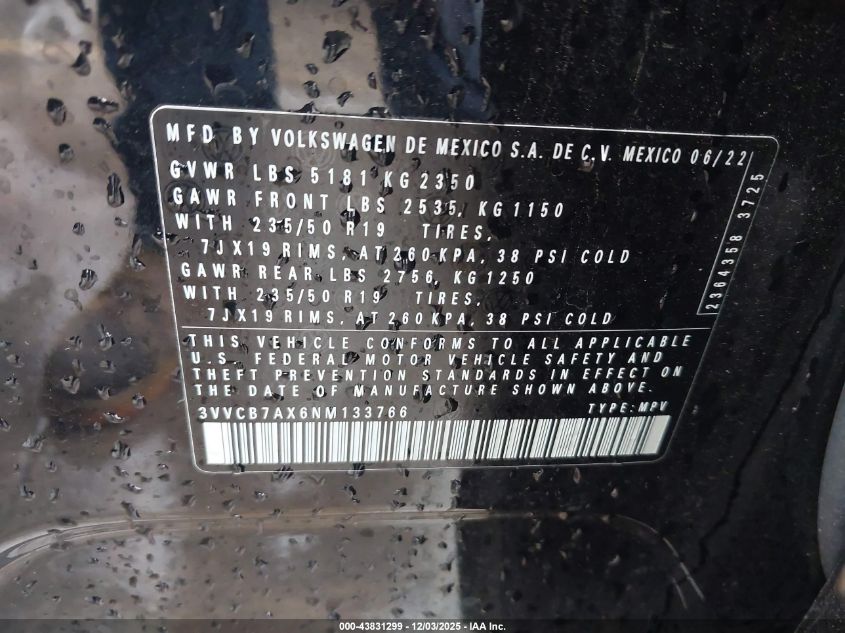 MFD BY VOLKSWAGEN DE MEXICO S.A. DE C.V. MEXICO 06/22
GVWR LBS 5181 KG 2350
GAWR FRONT LBS 2535, KG 1150
WITH 235/50 R19 TIRES,
7JX19 RIMS, AT 260 KPA, 38 PSI COLD
GAWR REAR LBS 2756, KG 1250
WITH 235/50 R19 TIRES,
7JX19 RIMS, AT 260 KPA, 38 PSI COLD
2364358 3725
THIS VEHICLE CONFORMS TO ALL APPLICABLE
U.S. FEDERAL MOTOR VEHICLE SAFETY AND
THEFT PREVENTION STANDARDS IN EFFECT ON
THE DATE OF MANUFACTURE SHOWN ABOVE.
3VVCB7AX6NM133766 TYPE: MPV
000-43831299 - 12/03/2025 - IAA Inc.